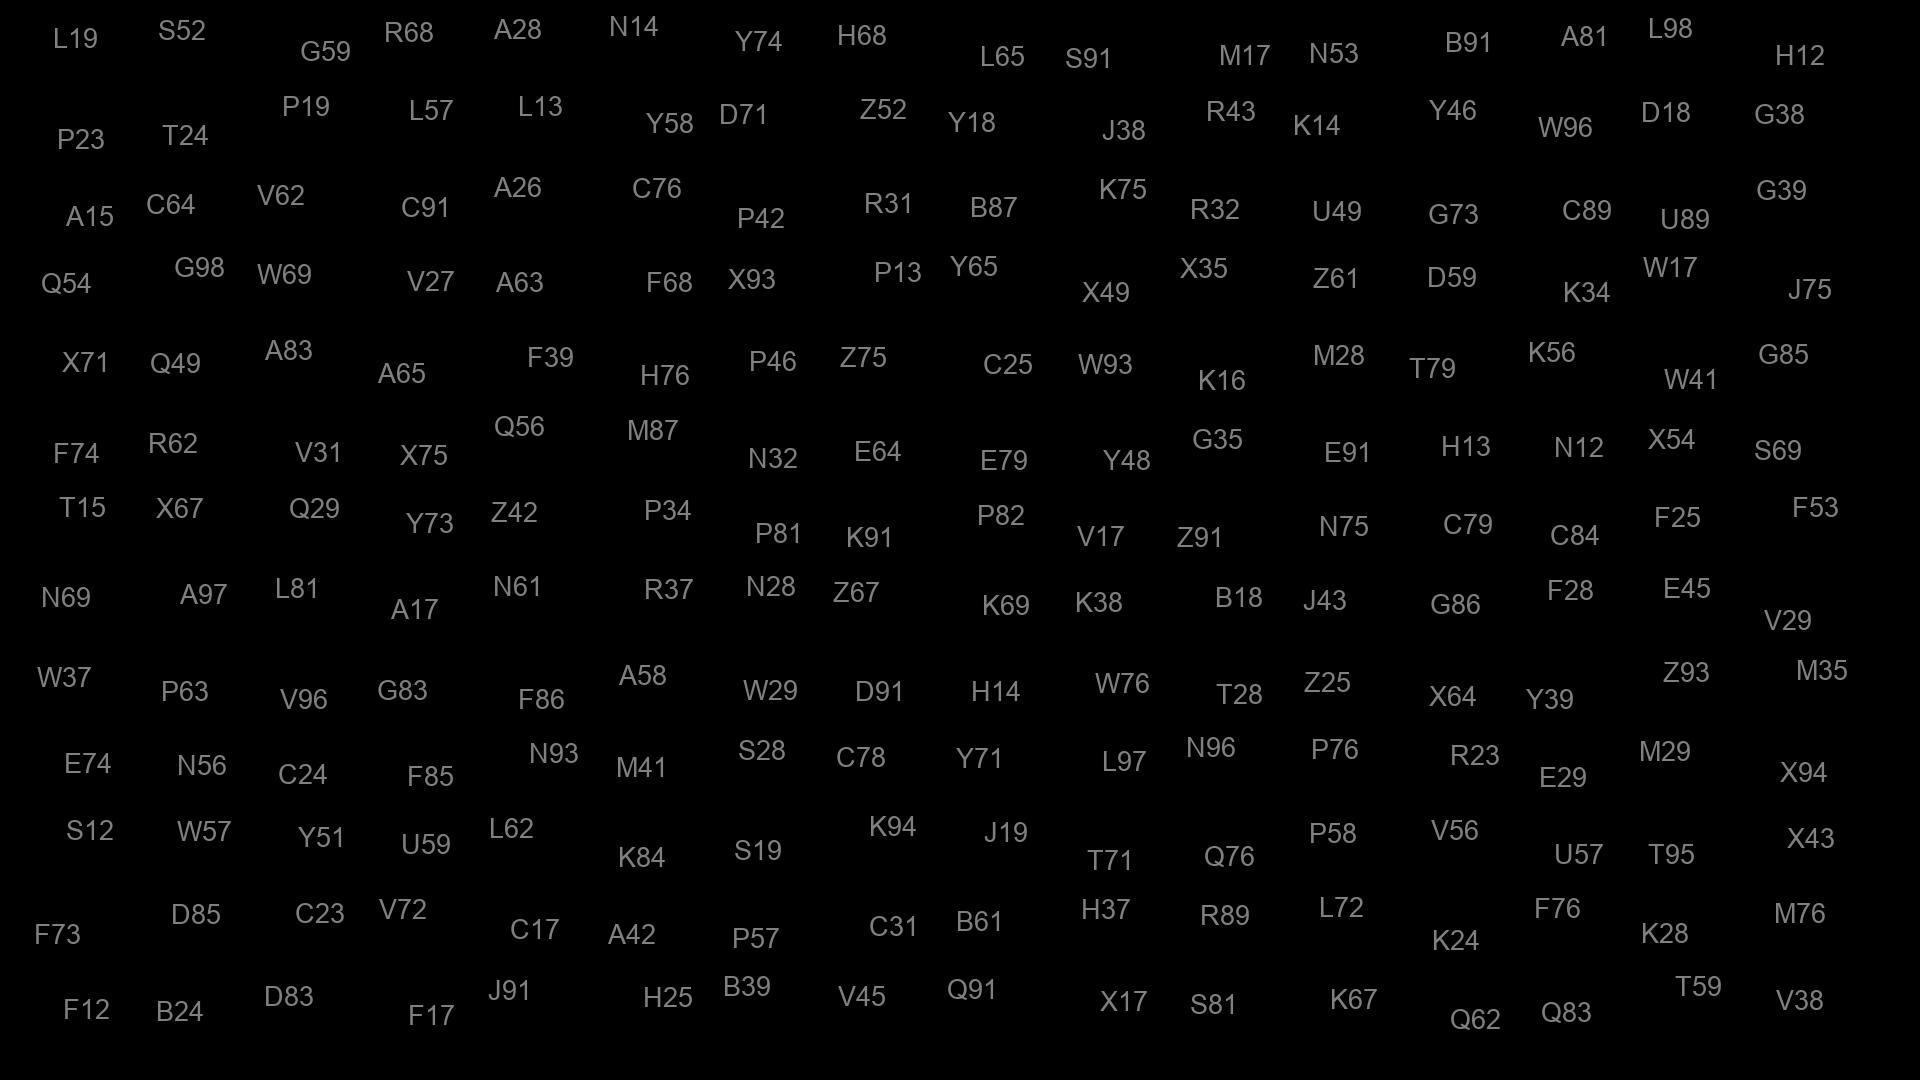 L19 S52 G59 R68 A28 N14 Y74 H68 L65 S91 M17 N53 B91 A81 L98 H12
P23 T24 P19 L57 L13 Y58 D71 Z52 Y18 J38 R43 K14 Y46 W96 D18 G38
A15 C64 V62 C91 A26 C76 P42 R31 B87 K75 R32 U49 G73 C89 U89 G39
Q54 G98 W69 V27 A63 F68 X93 P13 Y65 X49 X35 Z61 D59 K34 W17 J75
X71 Q49 A83 A65 F39 H76 P46 Z75 C25 W93 K16 M28 T79 K56 W41 G85
F74 R62 V31 X75 Q56 M87 N32 E64 E79 Y48 G35 E91 H13 N12 X54 S69
T15 X67 Q29 Y73 Z42 P34 P81 K91 P82 V17 Z91 N75 C79 C84 F25 F53
N69 A97 L81 A17 N61 R37 N28 Z67 K69 K38 B18 J43 G86 F28 E45 V29
W37 P63 V96 G83 F86 A58 W29 D91 H14 W76 T28 Z25 X64 Y39 Z93 M35
E74 N56 C24 F85 N93 M41 S28 C78 Y71 L97 N96 P76 R23 E29 M29 X94
S12 W57 Y51 U59 L62 K84 S19 K94 J19 T71 Q76 P58 V56 U57 T95 X43
F73 D85 C23 V72 C17 A42 P57 C31 B61 H37 R89 L72 K24 F76 K28 M76
F12 B24 D83 F17 J91 H25 B39 V45 Q91 X17 S81 K67 Q62 Q83 T59 V38